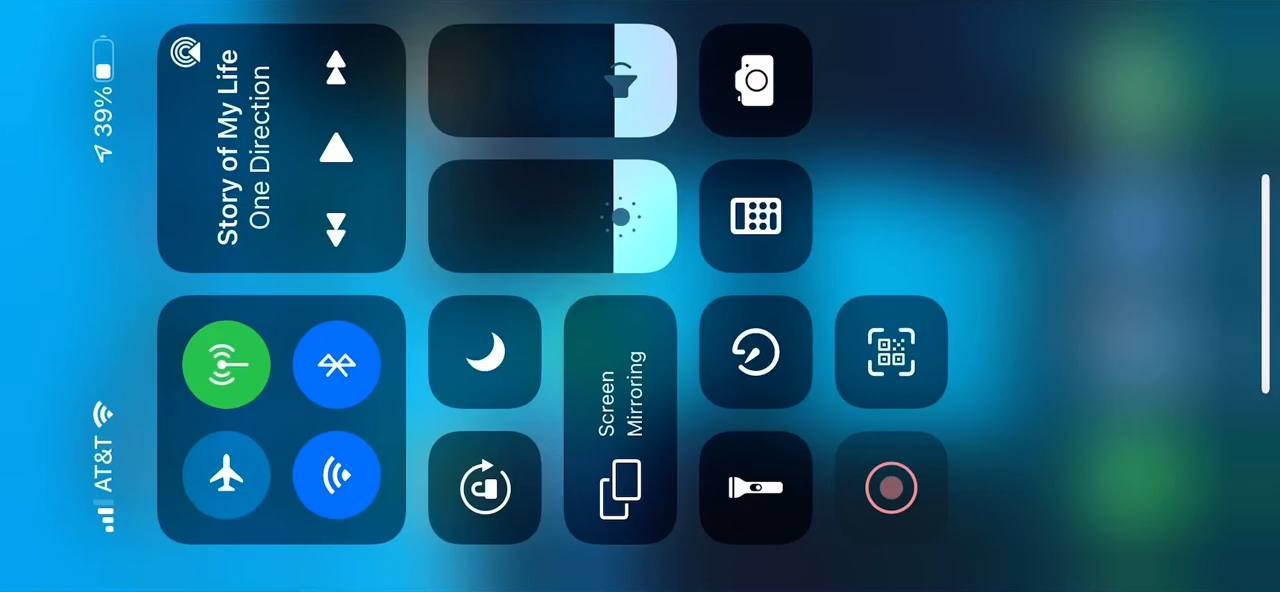 AT&T
39%
Story of My Life
One Direction
Screen
Mirroring